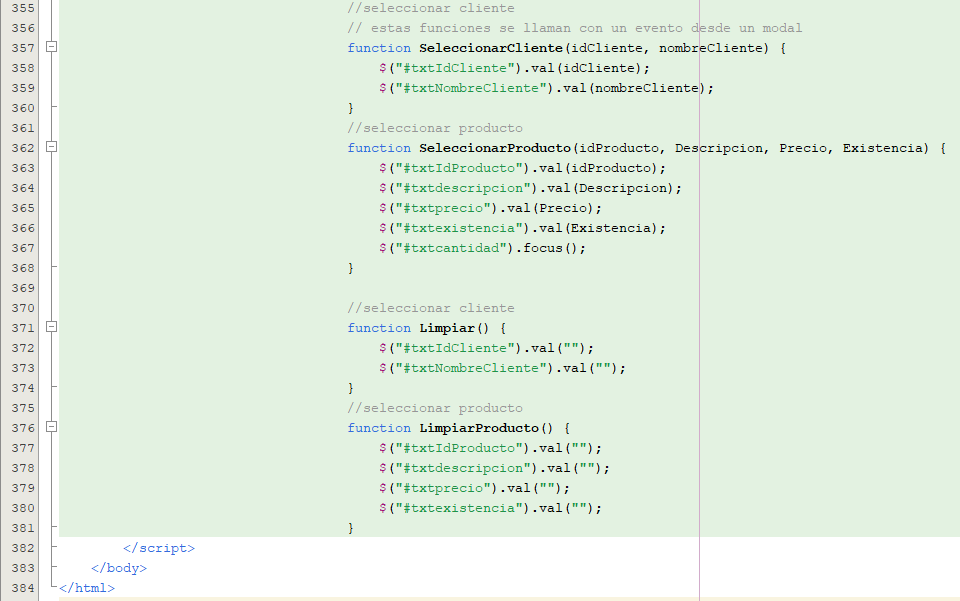 355 //seleccionar cliente
356 // estas funciones se llaman con un evento desde un modal
357 function SeleccionarCliente(idCliente, nombreCliente) {
358 $("#txtIdCliente").val(idCliente);
359 $("#txtNombreCliente").val(nombreCliente);
360 }
361 //seleccionar producto
362 function SeleccionarProducto(idProducto, Descripcion, Precio, Existencia) {
363 $("#txtIdProducto").val(idProducto);
364 $("#txtdescripcion").val(Descripcion);
365 $("#txtprecio").val(Precio);
366 $("#txtexistencia").val(Existencia);
367 $("#txtcantidad").focus();
368 }
369
370 //seleccionar cliente
371 function Limpiar() {
372 $("#txtIdCliente").val("");
373 $("#txtNombreCliente").val("");
374 }
375 //seleccionar producto
376 function LimpiarProducto() {
377 $("#txtIdProducto").val("");
378 $("#txtdescripcion").val("");
379 $("#txtprecio").val("");
380 $("#txtexistencia").val("");
381 }
382 </script>
383 </body>
384 </html>